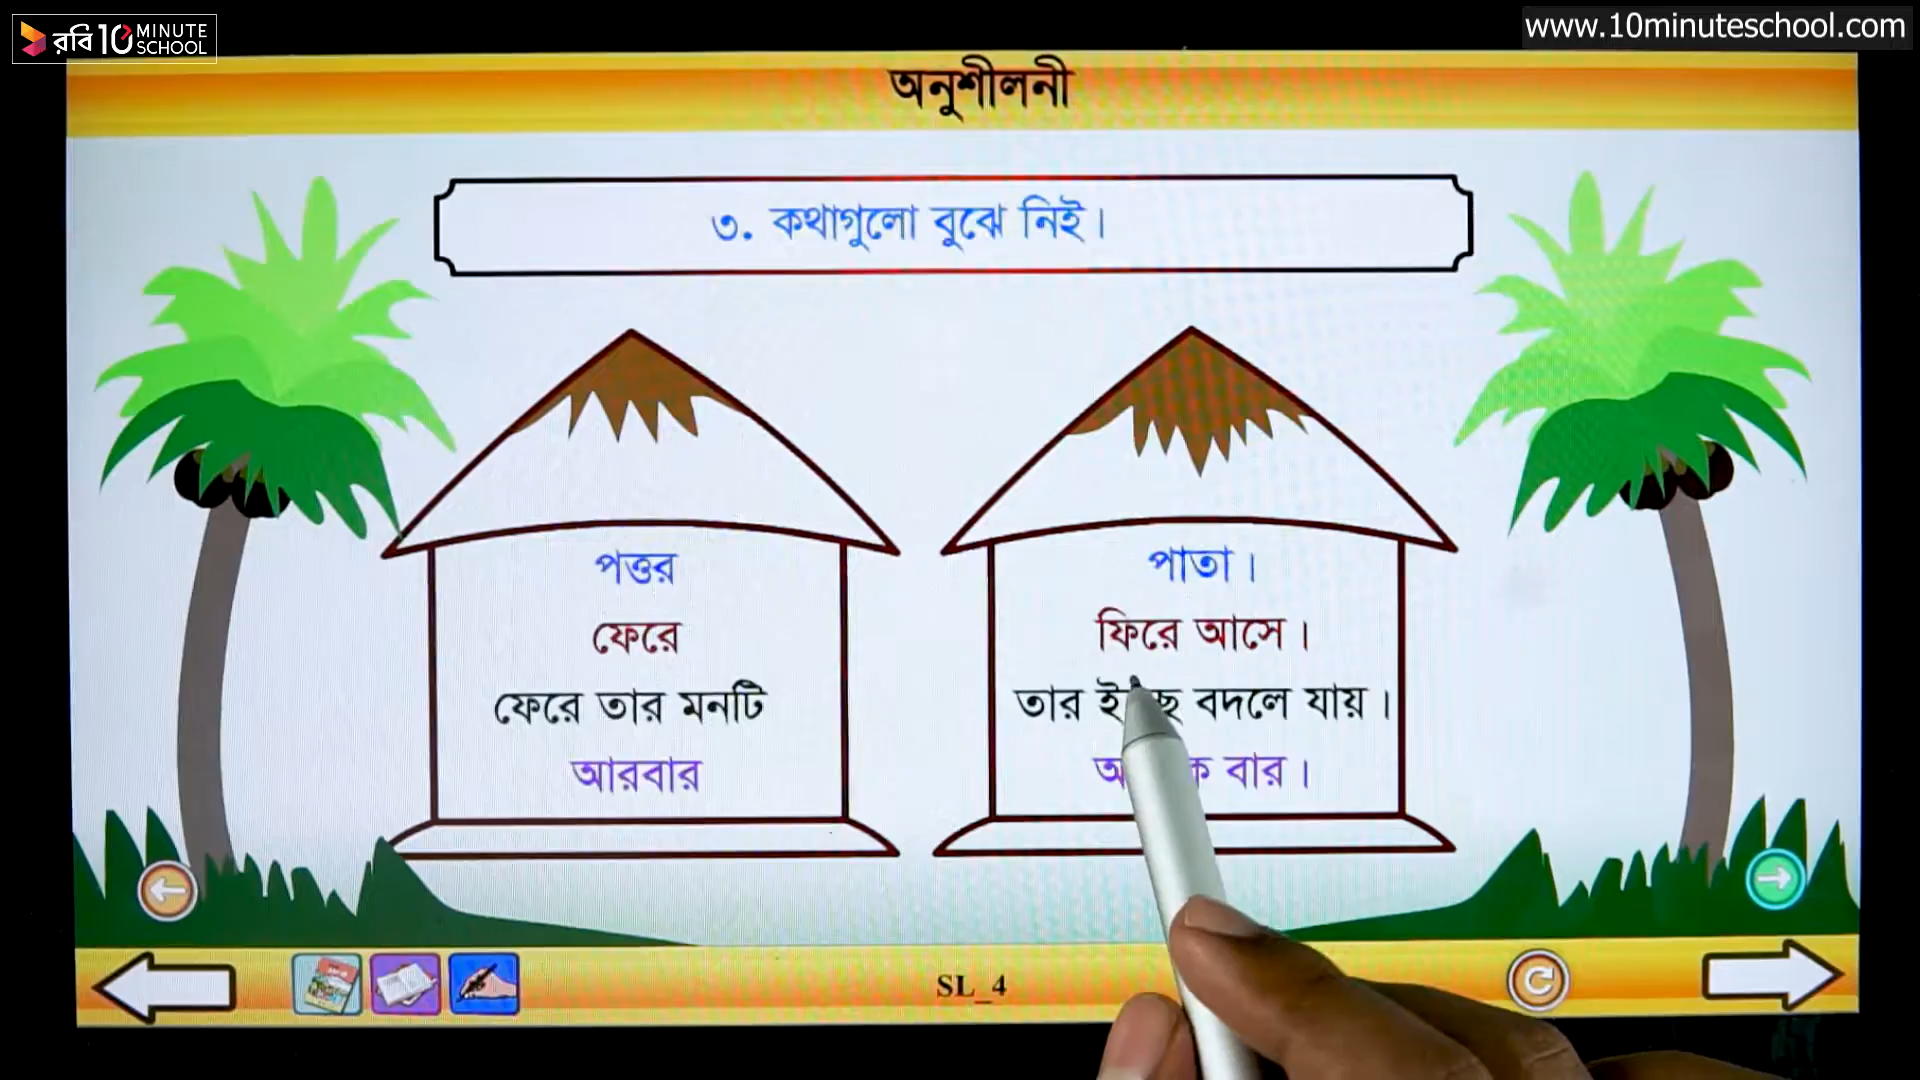 রবি 10 MINUTE SCHOOL
www.10minuteschool.com
অনুশীলনী
৩. কথাগুলো বুঝে নিই।
পত্তর
পাতা।
ফেরে
ফিরে আসে।
ফেরে তার মনটি
তার বদলে যায়।
আরবার
বার।
SL_4